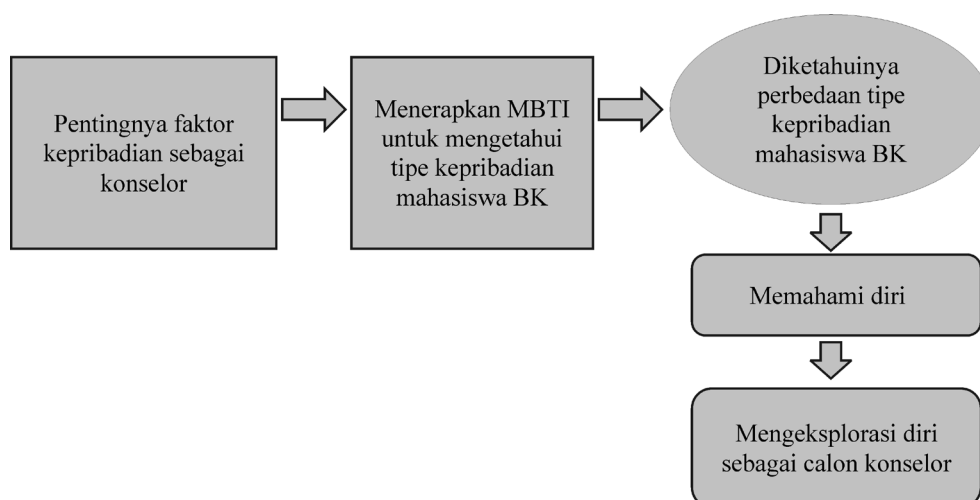 Pentingnya faktor
kepribadian sebagai
konselor
Menerapkan MBTI
untuk mengetahui
tipe kepribadian
mahasiswa BK
Diketahuinya
perbedaan tipe
kepribadian
mahasiswa BK
Memahami diri
Mengeksplorasi diri
sebagai calon konselor